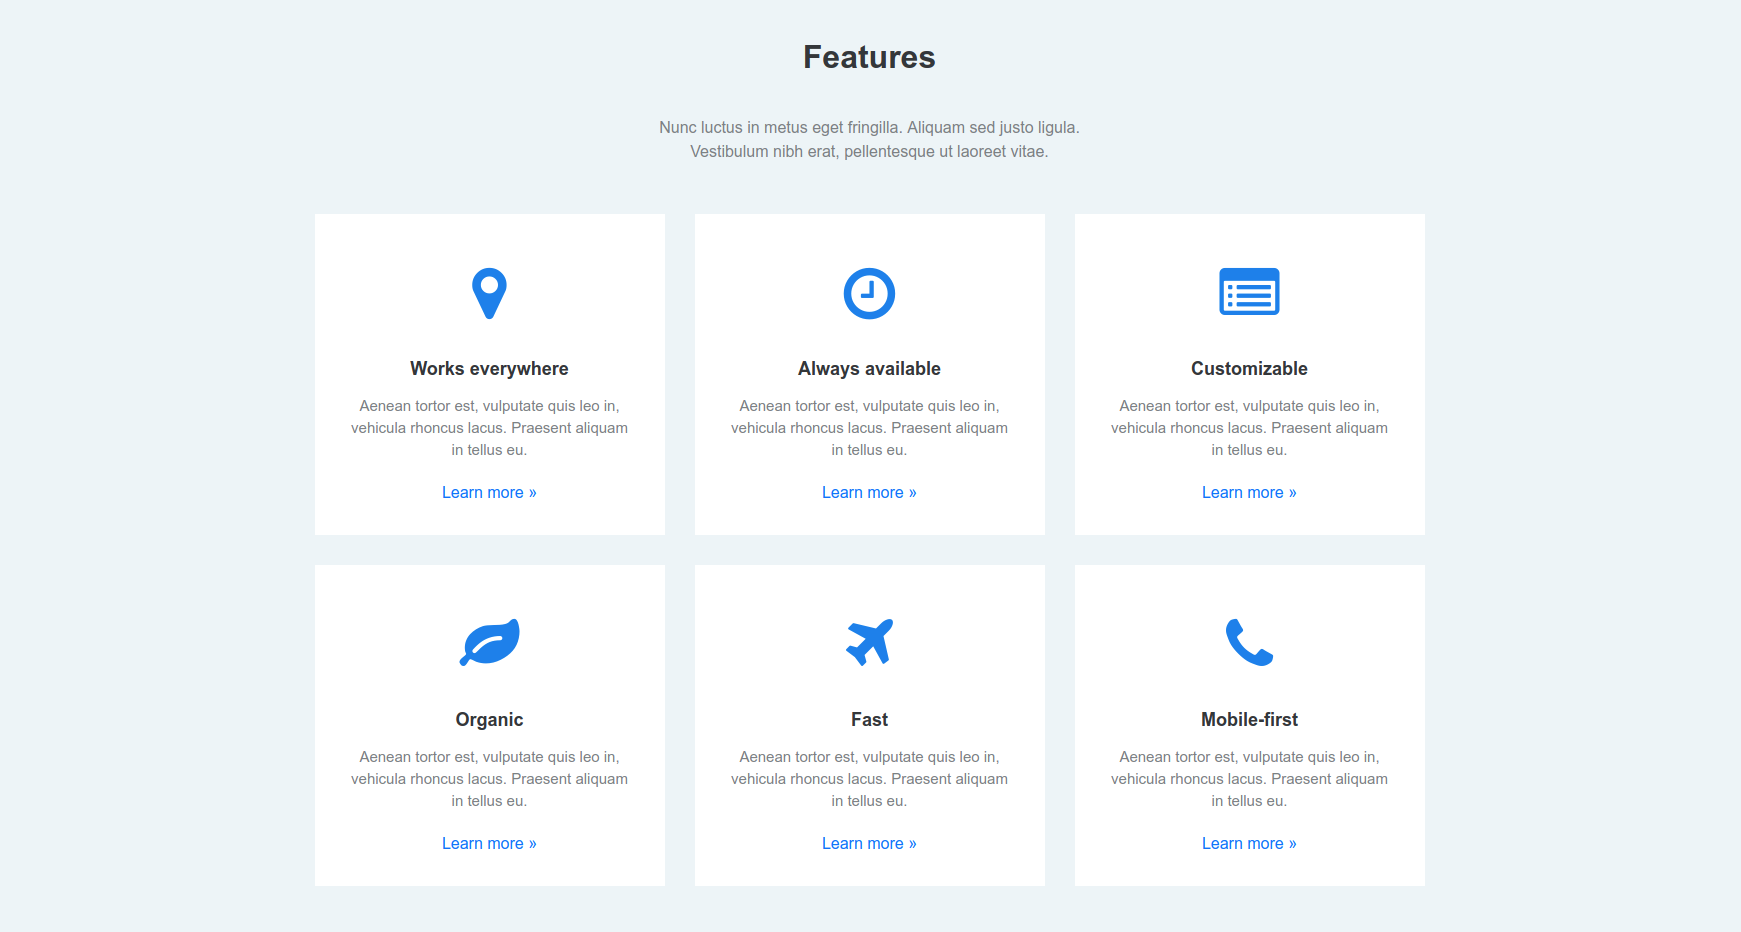 Features
Nunc luctus in metus eget fringilla. Aliquam sed justo ligula.
Vestibulum nibh erat, pellentesque ut laoreet vitae.
Works everywhere
Aenean tortor est, vulputate quis leo in,
vehicula rhoncus lacus. Praesent aliquam
in tellus eu.
Learn more »
Always available
Aenean tortor est, vulputate quis leo in,
vehicula rhoncus lacus. Praesent aliquam
in tellus eu.
Learn more »
Customizable
Aenean tortor est, vulputate quis leo in,
vehicula rhoncus lacus. Praesent aliquam
in tellus eu.
Learn more »
Organic
Aenean tortor est, vulputate quis leo in,
vehicula rhoncus lacus. Praesent aliquam
in tellus eu.
Learn more »
Fast
Aenean tortor est, vulputate quis leo in,
vehicula rhoncus lacus. Praesent aliquam
in tellus eu.
Learn more »
Mobile-first
Aenean tortor est, vulputate quis leo in,
vehicula rhoncus lacus. Praesent aliquam
in tellus eu.
Learn more »